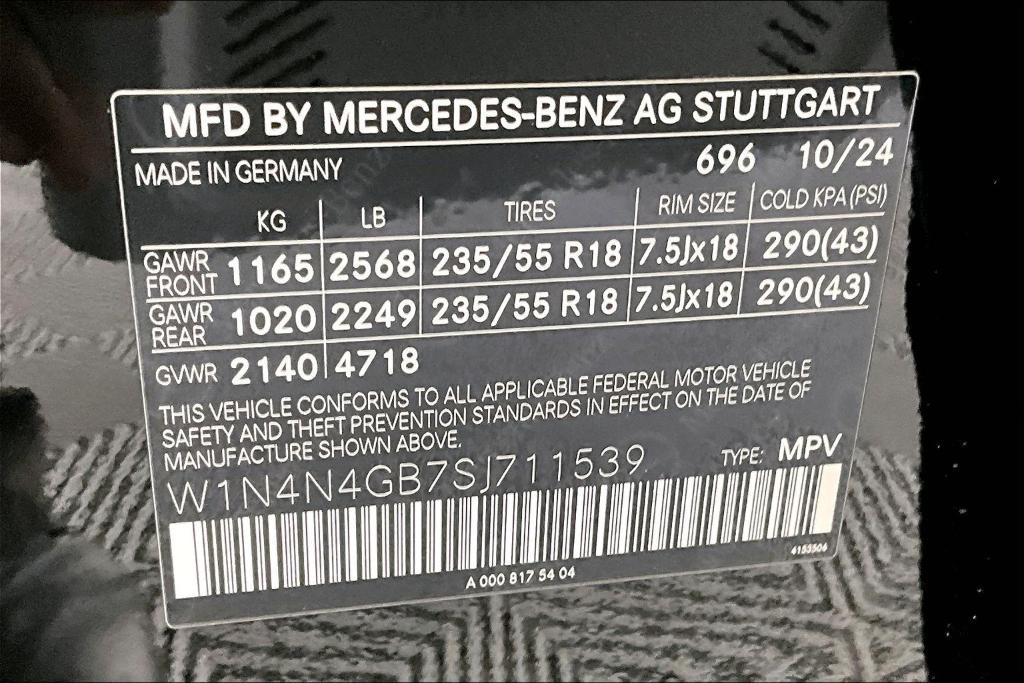 MFD BY MERCEDES-BENZ AG STUTTGART
MADE IN GERMANY 696 10/24
KG LB TIRES RIM SIZE COLD KPA (PSI)
GAWR FRONT 1165 2568 235/55 R18 7.5Jx18 290(43)
GAWR REAR 1020 2249 235/55 R18 7.5Jx18 290(43)
GVWR 2140 4718
THIS VEHICLE CONFORMS TO ALL APPLICABLE FEDERAL MOTOR VEHICLE
SAFETY AND THEFT PREVENTION STANDARDS IN EFFECT ON THE DATE OF
MANUFACTURE SHOWN ABOVE.
W1N4N4GB7SJ711539 TYPE: MPV
4153504
A 000 817 54 04